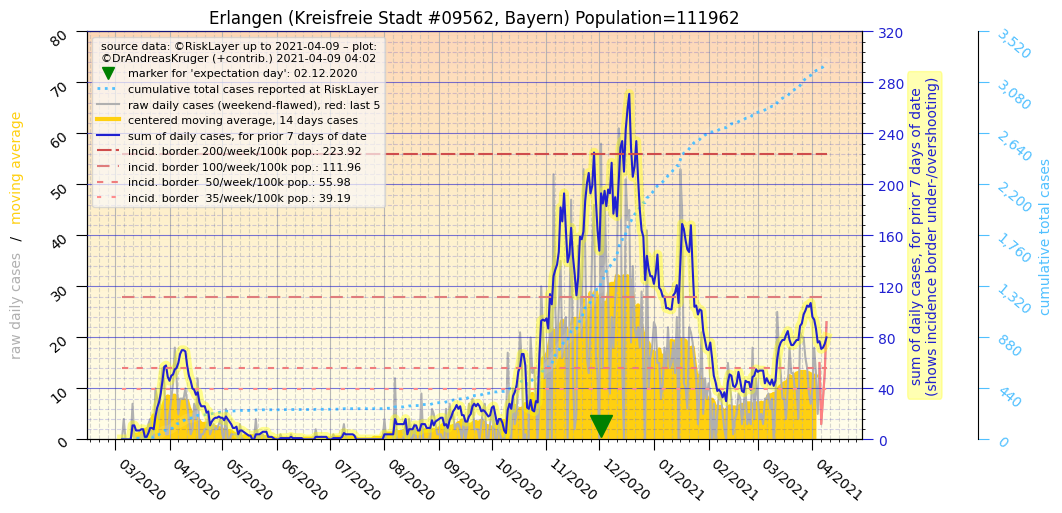 Erlangen (Kreisfreie Stadt #09562, Bayern) Population=111962
source data: ©RiskLayer up to 2021-04-09 – plot:
©DrAndreasKruger (+contrib.) 2021-04-09 04:02
marker for 'expectation day': 02.12.2020
cumulative total cases reported at RiskLayer
raw daily cases (weekend-flawed), red: last 5
centered moving average, 14 days cases
sum of daily cases, for prior 7 days of date
incid. border 200/week/100k pop.: 223.92
incid. border 100/week/100k pop.: 111.96
incid. border  50/week/100k pop.: 55.98
incid. border  35/week/100k pop.: 39.19
raw daily cases  /  moving average
80
70
60
50
40
30
20
10
0
03/2020
04/2020
05/2020
06/2020
07/2020
08/2020
09/2020
10/2020
11/2020
12/2020
01/2021
02/2021
03/2021
04/2021
320
280
240
200
160
120
80
40
0
sum of daily cases, for prior 7 days of date
(shows incidence border under-/overshooting)
3,520
3,080
2,640
2,200
1,760
1,320
880
440
0
cumulative total cases